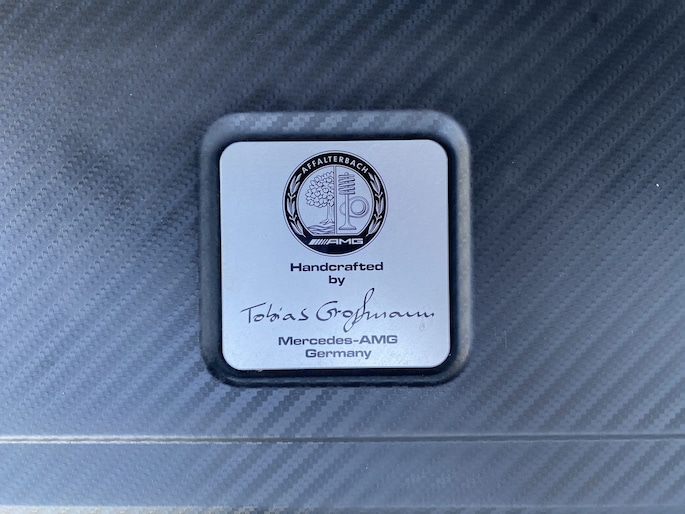 AFFALTERBACH
AMG
Handcrafted
by
Tobias Großmann
Mercedes-AMG
Germany